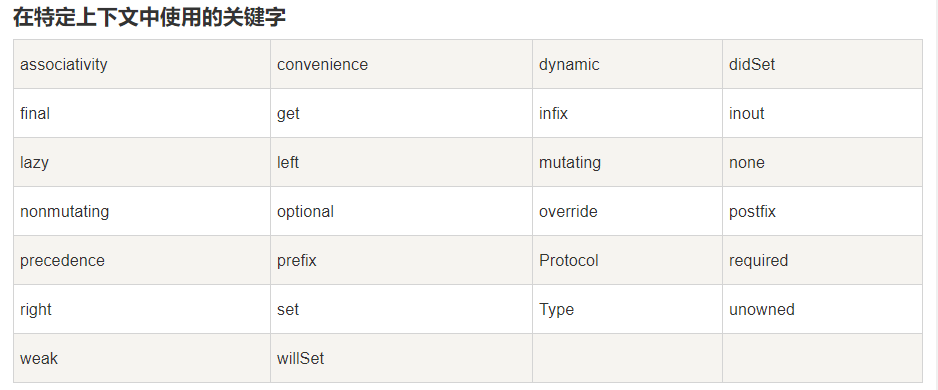 在特定上下文中使用的关键字
associativity convenience dynamic didSet
final get infix inout
lazy left mutating none
nonmutating optional override postfix
precedence prefix Protocol required
right set Type unowned
weak willSet